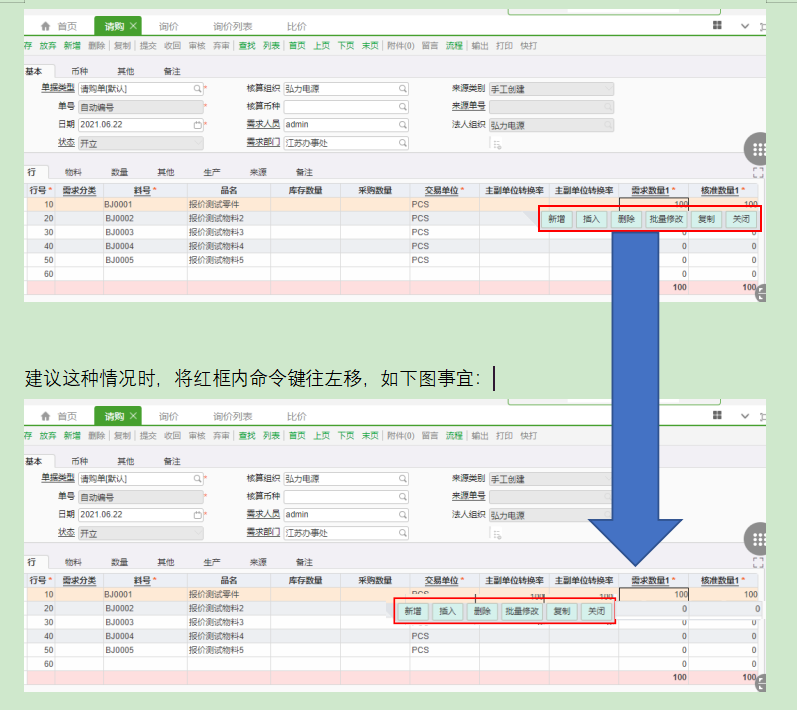 首页 请购 × 询价 询价列表 比价
存 放弃 新增 删除 复制 提交 收回 审核 弃审 查找 列表 首页 上页 下页 末页 附件(0) 留言 流程 输出 打印 快打
基本 币种 其他 备注
单据类型 请购单[默认] * 核算组织 弘力电源 来源类别 手工创建
单号 自动编号 * 核算币种 来源单号
日期 2021.06.22 * 需求人员 admin 法人组织 弘力电源
状态 开立 需求部门 江苏办事处
行 物料 数量 其他 生产 来源 备注
行号 * 需求分类 料号 * 品名 库存数量 采购数量 交易单位 * 主副单位转换率 主副单位转换率 需求数量1 * 核准数量1 *
10 BJ0001 报价测试零件 PCS 100 100
20 BJ0002 报价测试物料2 PCS
新增 插入 删除 批量修改 复制 关闭
30 BJ0003 报价测试物料3 PCS 0 0
40 BJ0004 报价测试物料4 PCS 0 0
50 BJ0005 报价测试物料5 PCS 0 0
60 0 0
100 100
建议这种情况时，将红框内命令键往左移，如下图事宜：
首页 请购 × 询价 询价列表 比价
存 放弃 新增 删除 复制 提交 收回 审核 弃审 查找 列表 首页 上页 下页 末页 附件(0) 留言 流程 输出 打印 快打
基本 币种 其他 备注
单据类型 请购单[默认] * 核算组织 弘力电源 来源类别 手工创建
单号 自动编号 * 核算币种 来源单号
日期 2021.06.22 * 需求人员 admin 法人组织 弘力电源
状态 开立 需求部门 江苏办事处
行 物料 数量 其他 生产 来源 备注
行号 * 需求分类 料号 * 品名 库存数量 采购数量 交易单位 * 主副单位转换率 主副单位转换率 需求数量1 * 核准数量1 *
10 BJ0001 报价测试零件 PCS 100 100 100 100
20 BJ0002 报价测试物料2 0 0
新增 插入 删除 批量修改 复制 关闭
30 BJ0003 报价测试物料3 0 0
40 BJ0004 报价测试物料4 PCS 0 0
50 BJ0005 报价测试物料5 PCS 0 0
60 0 0
100 100